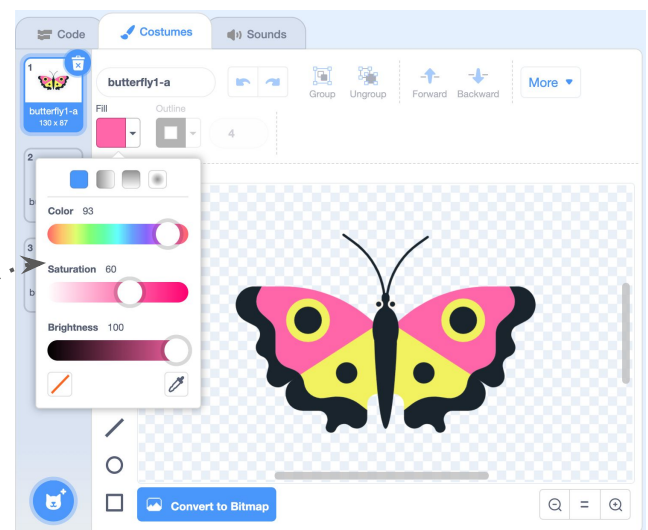 Code
Costumes
Sounds
1
butterfly1-a
130 x 87
butterfly1-a
Group
Ungroup
Forward
Backward
More
Fill
Outline
4
2
b
3
b
Color 93
Saturation 60
Brightness 100
Convert to Bitmap